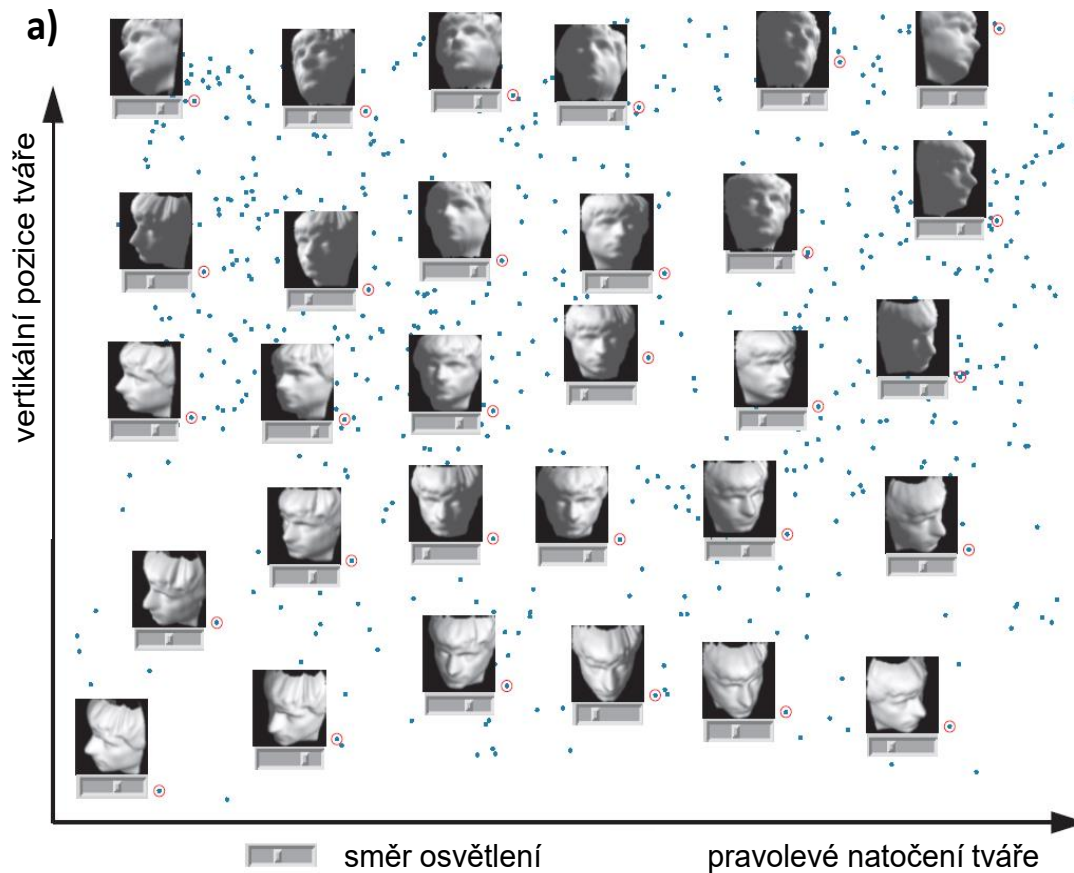 a)
vertikální pozice tváře
směr osvětlení
pravolevé natočení tváře